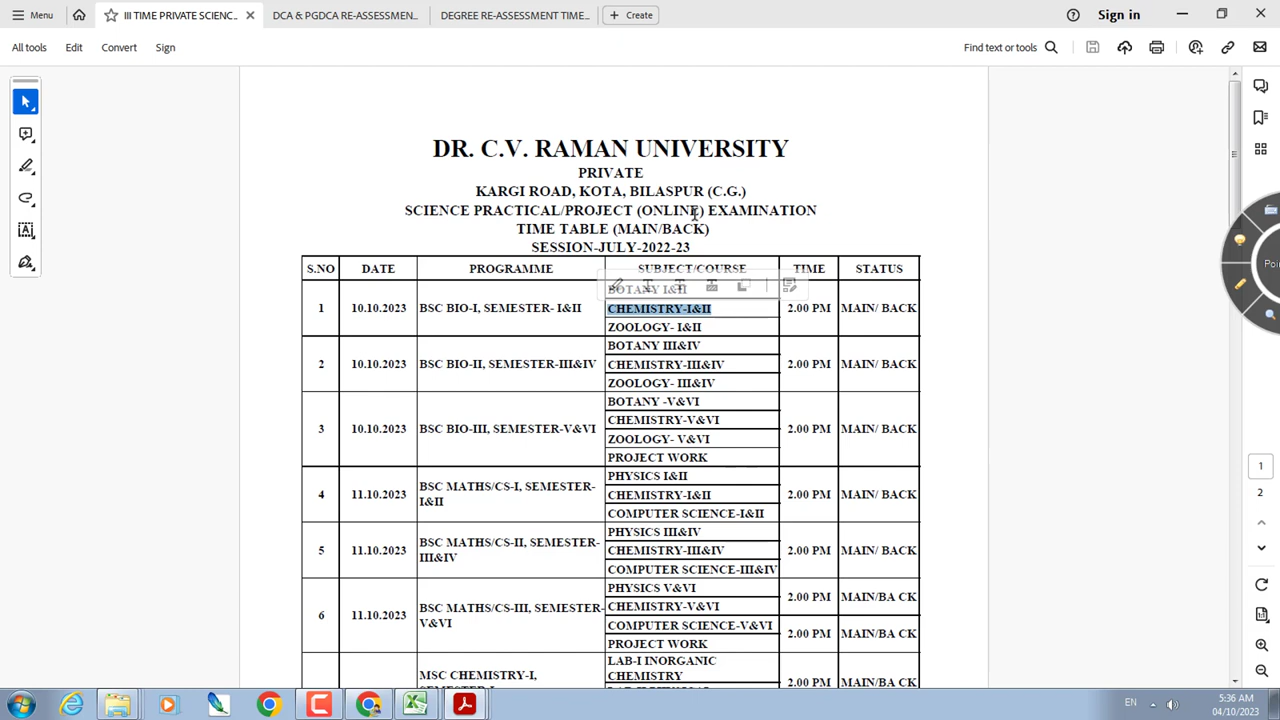 Menu
III TIME PRIVATE SCIENC...
DCA & PGDCA RE-ASSESSMEN...
DEGREE RE-ASSESSMENT TIME...
Create
Sign in
All tools
Edit
Convert
Sign
Find text or tools
DR. C.V. RAMAN UNIVERSITY
PRIVATE
KARGI ROAD, KOTA, BILASPUR (C.G.)
SCIENCE PRACTICAL/PROJECT (ONLINE) EXAMINATION
TIME TABLE (MAIN/BACK)
SESSION-JULY-2022-23
S.NO DATE PROGRAMME SUBJECT/COURSE TIME STATUS
BOTANY I&II
1 10.10.2023 BSC BIO-I, SEMESTER- I&II CHEMISTRY-I&II 2.00 PM MAIN/ BACK
ZOOLOGY- I&II
BOTANY III&IV
2 10.10.2023 BSC BIO-II, SEMESTER-III&IV CHEMISTRY-III&IV 2.00 PM MAIN/ BACK
ZOOLOGY- III&IV
BOTANY -V&VI
CHEMISTRY-V&VI
3 10.10.2023 BSC BIO-III, SEMESTER-V&VI 2.00 PM MAIN/ BACK
ZOOLOGY- V&VI
PROJECT WORK
PHYSICS I&II
4 11.10.2023 BSC MATHS/CS-I, SEMESTER- CHEMISTRY-I&II 2.00 PM MAIN/ BACK
I&II
COMPUTER SCIENCE-I&II
PHYSICS III&IV
5 11.10.2023 BSC MATHS/CS-II, SEMESTER- CHEMISTRY-III&IV 2.00 PM MAIN/ BACK
III&IV
COMPUTER SCIENCE-III&IV
PHYSICS V&VI
2.00 PM MAIN/BA CK
6 11.10.2023 BSC MATHS/CS-III, SEMESTER- CHEMISTRY-V&VI
V&VI
COMPUTER SCIENCE-V&VI
2.00 PM MAIN/BA CK
PROJECT WORK
LAB-I INORGANIC
MSC CHEMISTRY-I, CHEMISTRY
2.00 PM MAIN/ BACK
Poi
1
2
EN
5:36 AM
04/10/2023